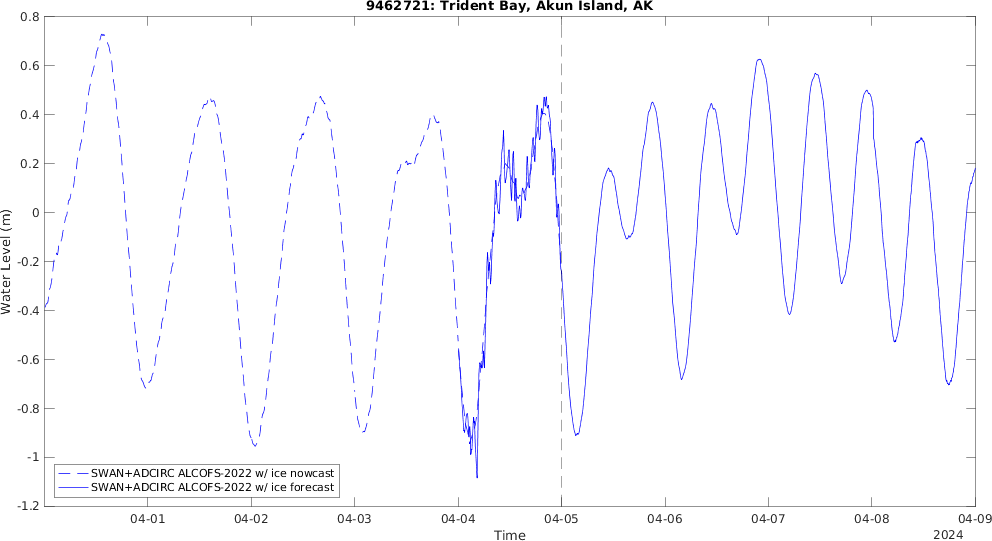 9462721: Trident Bay, Akun Island, AK
0.8
0.6
0.4
0.2
0
-0.2
-0.4
-0.6
-0.8
-1
-1.2
Water Level (m)
SWAN+ADCIRC ALCOFS-2022 w/ ice nowcast
SWAN+ADCIRC ALCOFS-2022 w/ ice forecast
04-01 04-02 04-03 04-04 04-05 04-06 04-07 04-08 04-09
Time
2024